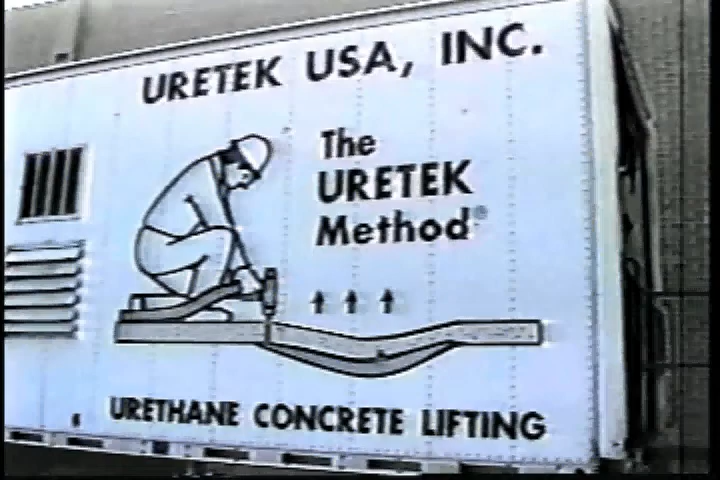 URETEK USA, INC.
The
URETEK
Method®
URETHANE CONCRETE LIFTING